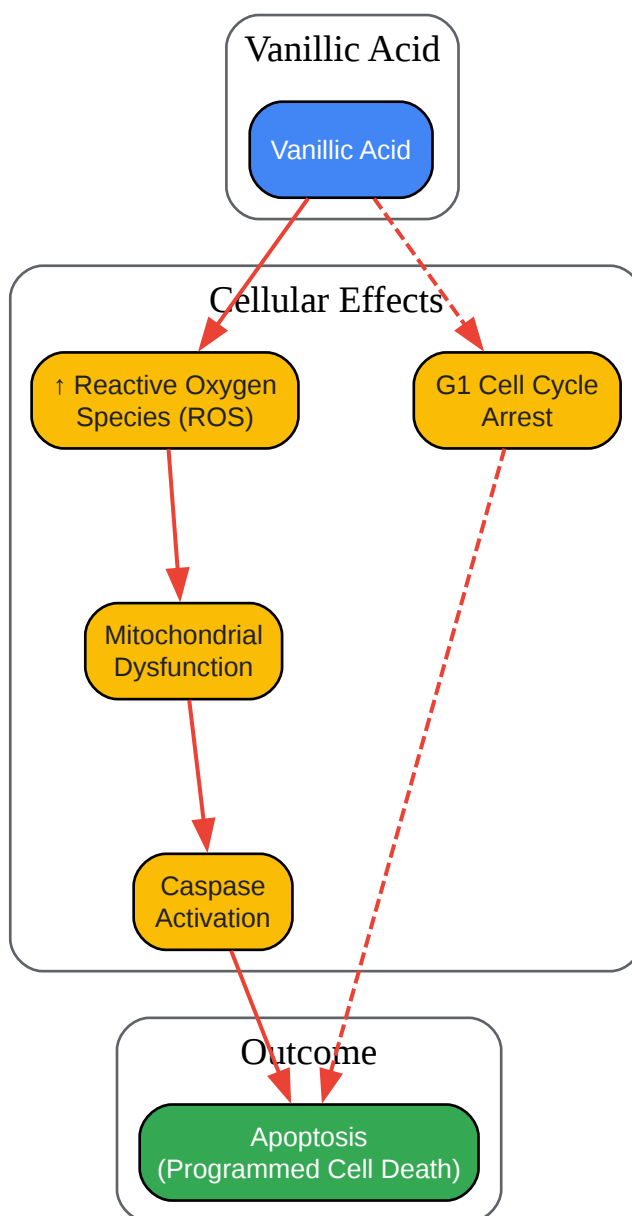 Vanillic Acid
Vanillic Acid
Cellular Effects
↑ Reactive Oxygen
Species (ROS)
G1 Cell Cycle
Arrest
Mitochondrial
Dysfunction
Caspase
Activation
Outcome
Apoptosis
(Programmed Cell Death)